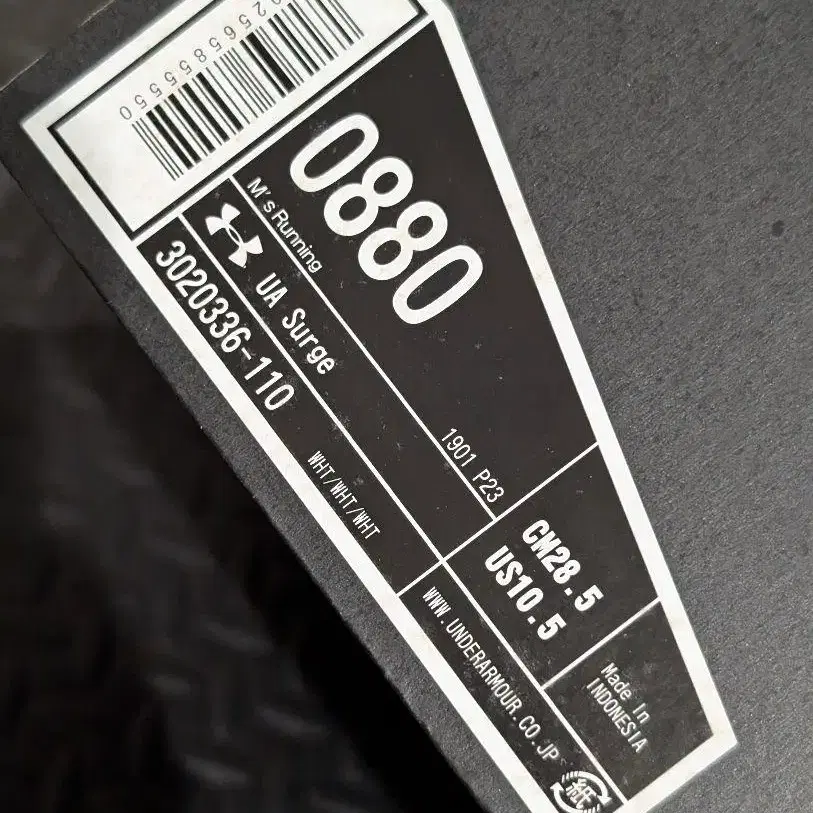 0880
M's Running
UA Surge
3020336-110
WHT/WHT/WHT
1901 P23
CM28.5
US10.5
WWW.UNDERARMOUR.CO.JP
Made In
INDONESIA
紙